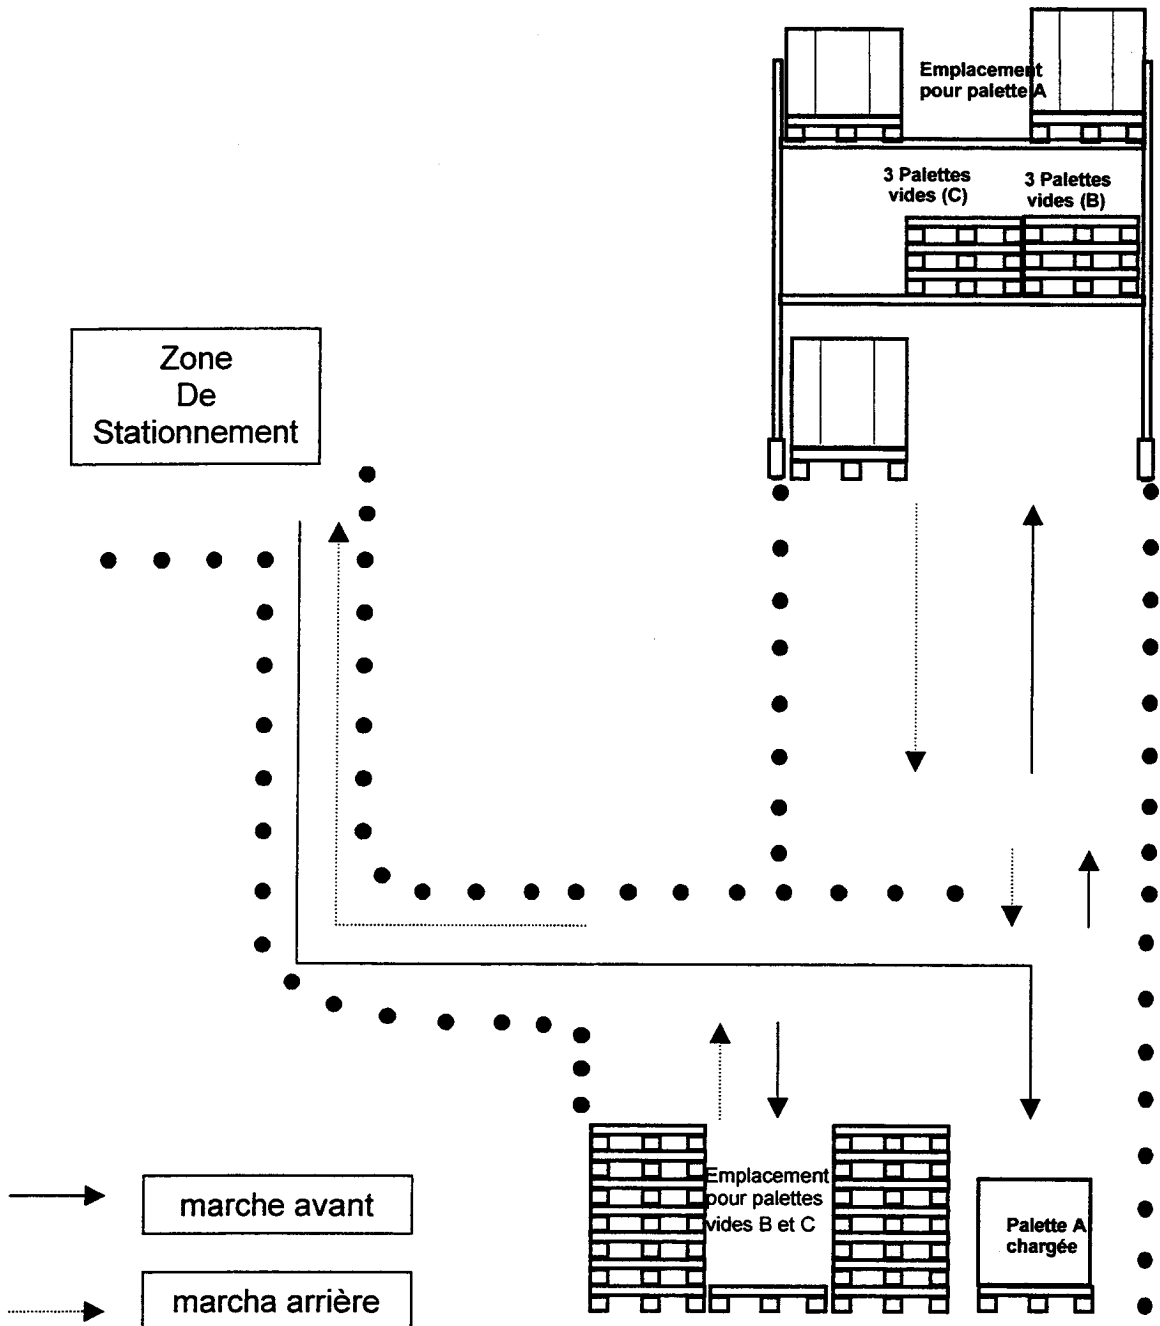 Emplacement
pour palette A
3 Palettes
vides (C)
3 Palettes
vides (B)
Zone
De
Stationnement
Emplacement
pour palettes
vides B et C
Palette A
chargée
marche avant
marcha arrière